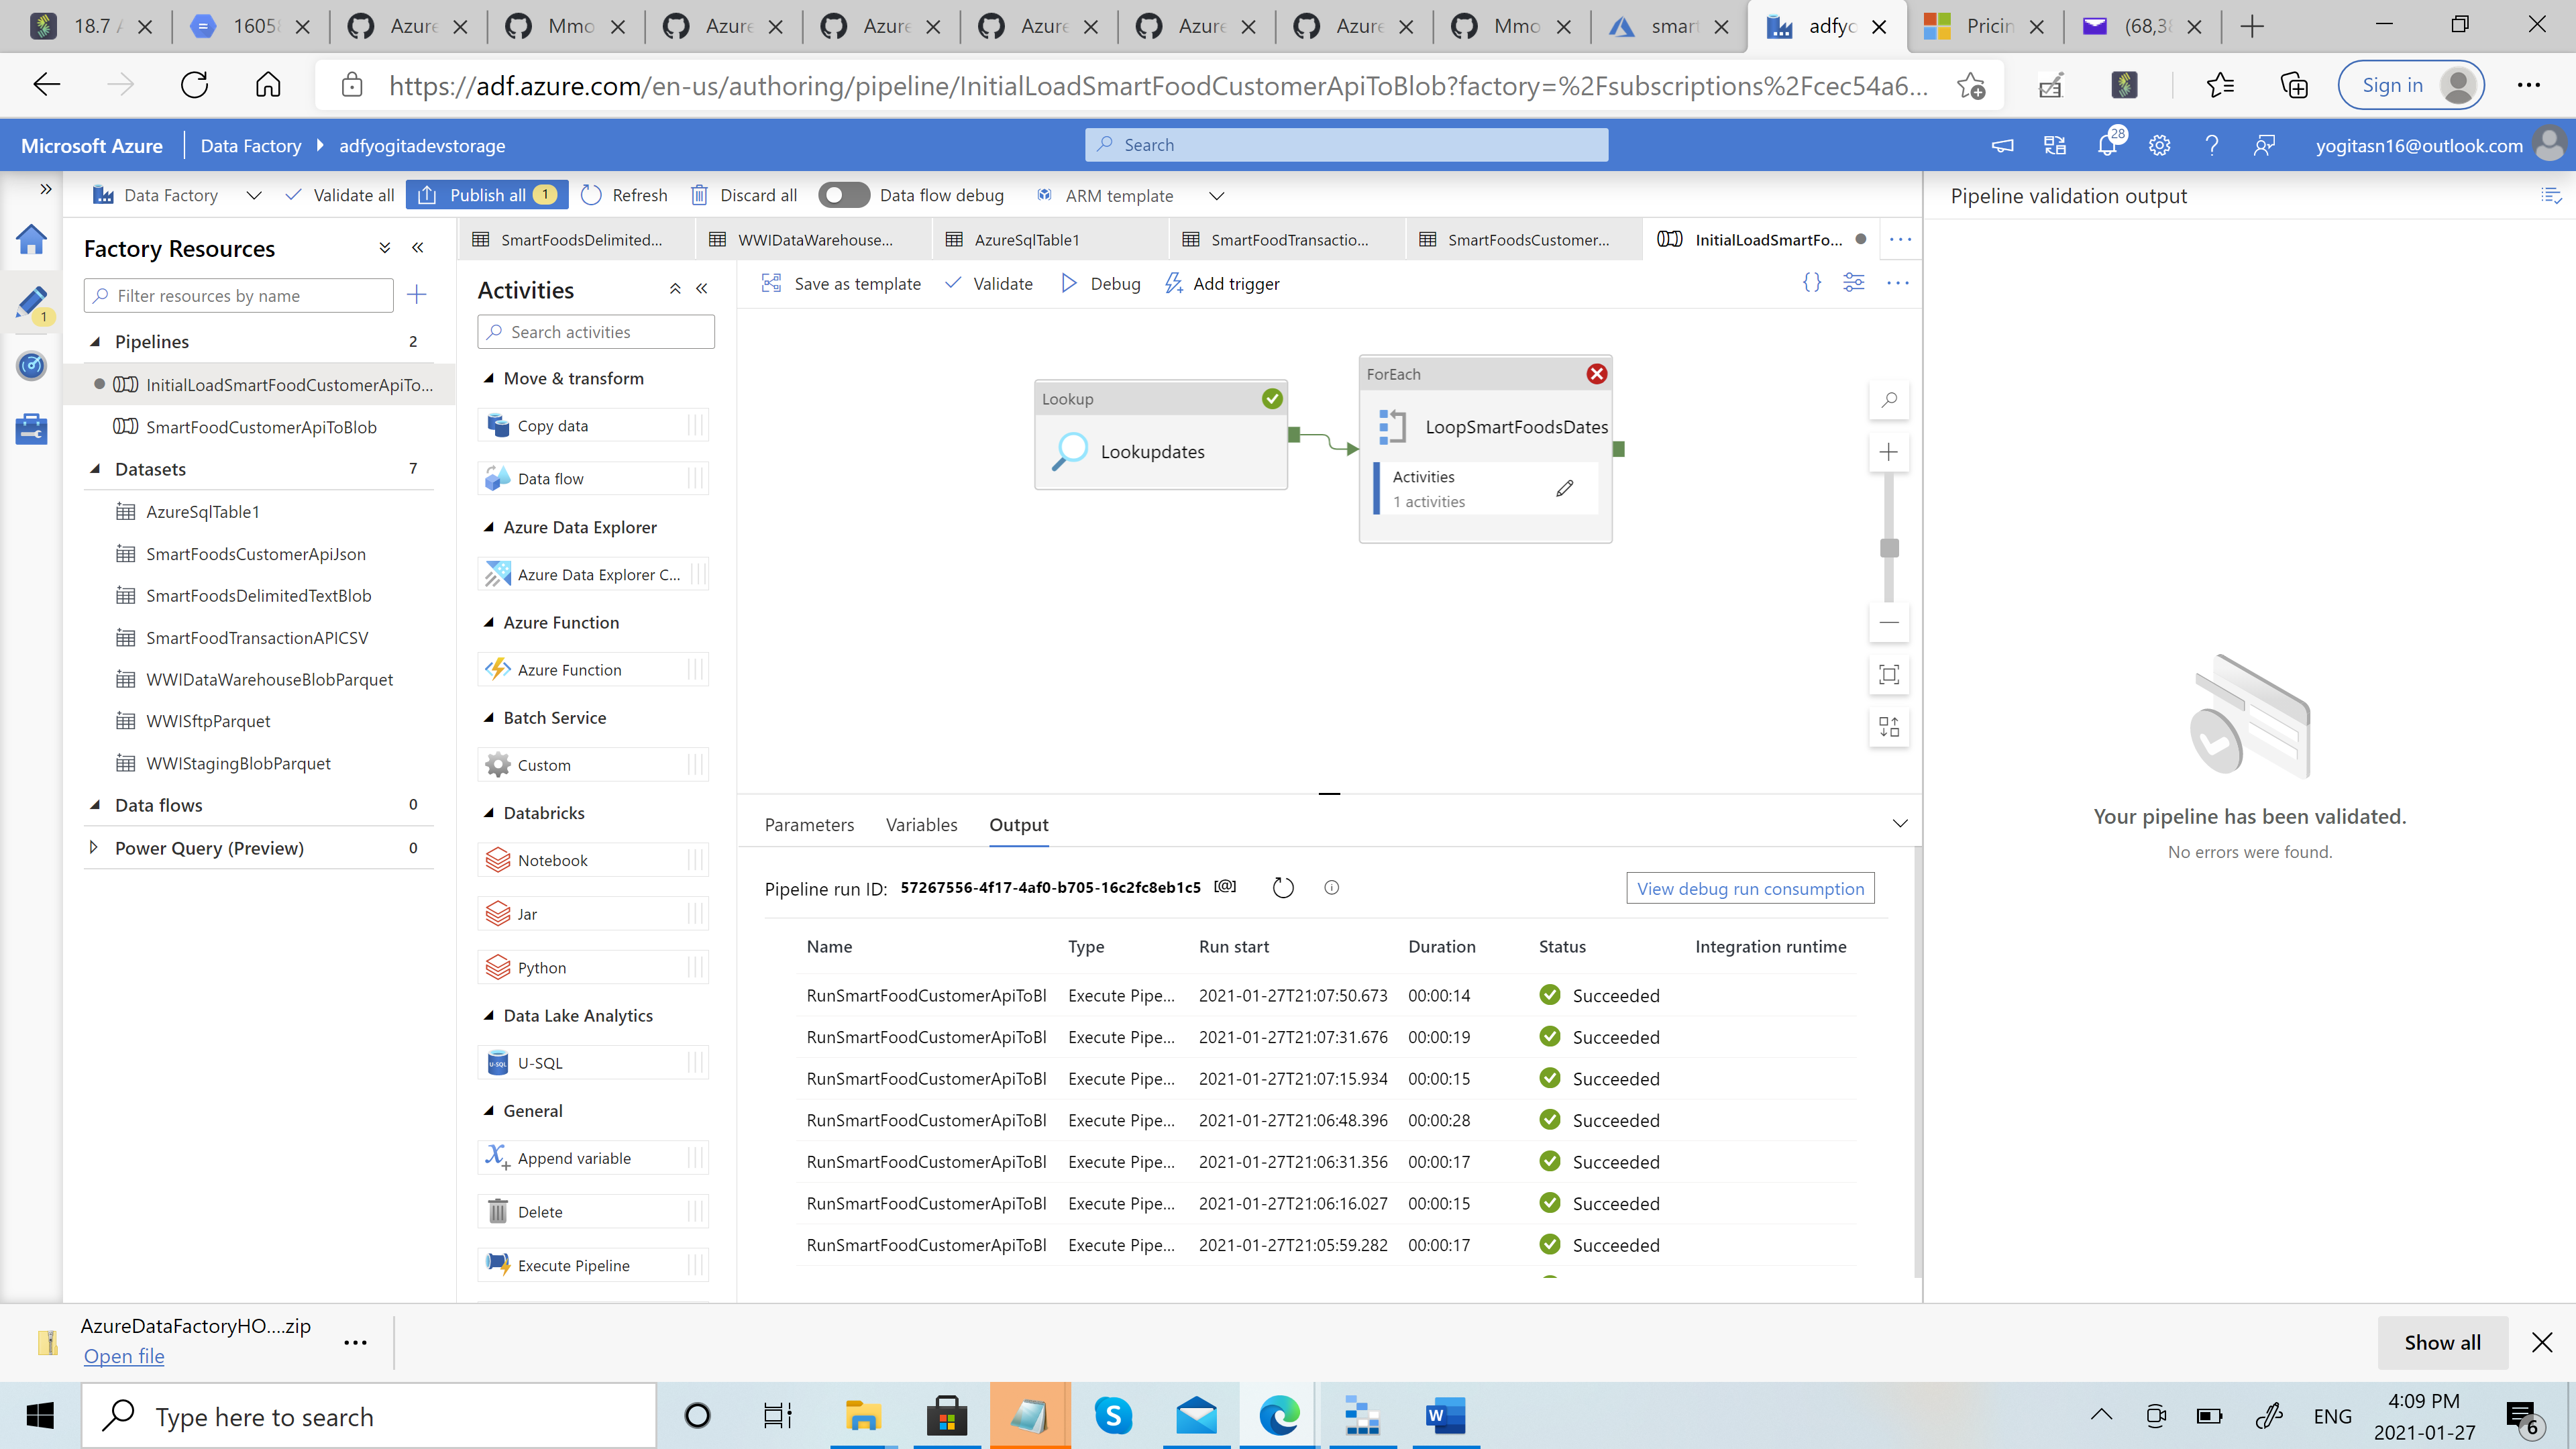 18.7 A
1605
Azure
Mmo
Azure
Azure
Azure
Azure
Azure
Mmo
smart
adfyo
Pricin
(68,38
https://adf.azure.com/en-us/authoring/pipeline/InitialLoadSmartFoodCustomerApiToBlob?factory=%2Fsubscriptions%2Fcec54a6...
Sign in
Microsoft Azure
Data Factory
adfyogitadevstorage
Search
28
yogitasn16@outlook.com
Data Factory
Validate all
Publish all 1
Refresh
Discard all
Data flow debug
ARM template
Pipeline validation output
Factory Resources
SmartFoodsDelimited...
WWIDataWarehouse...
AzureSqlTable1
SmartFoodTransactio...
SmartFoodsCustomer...
InitialLoadSmartFo...
1
Filter resources by name
Pipelines 2
InitialLoadSmartFoodCustomerApiTo...
SmartFoodCustomerApiToBlob
Datasets 7
AzureSqlTable1
SmartFoodsCustomerApiJson
SmartFoodsDelimitedTextBlob
SmartFoodTransactionAPICSV
WWIDataWarehouseBlobParquet
WWISftpParquet
WWIStagingBlobParquet
Data flows 0
Power Query (Preview) 0
Activities
Search activities
Move & transform
Copy data
Data flow
Azure Data Explorer
Azure Data Explorer C...
Azure Function
Azure Function
Batch Service
Custom
Databricks
Notebook
Jar
Python
Data Lake Analytics
U-SQL
General
Append variable
Delete
Execute Pipeline
Save as template
Validate
Debug
Add trigger
Lookup
Lookupdates
ForEach
LoopSmartFoodsDates
Activities
1 activities
Parameters
Variables
Output
Pipeline run ID: 57267556-4f17-4af0-b705-16c2fc8eb1c5 [@]
View debug run consumption
Name Type Run start Duration Status Integration runtime
RunSmartFoodCustomerApiToBl Execute Pipe... 2021-01-27T21:07:50.673 00:00:14 Succeeded
RunSmartFoodCustomerApiToBl Execute Pipe... 2021-01-27T21:07:31.676 00:00:19 Succeeded
RunSmartFoodCustomerApiToBl Execute Pipe... 2021-01-27T21:07:15.934 00:00:15 Succeeded
RunSmartFoodCustomerApiToBl Execute Pipe... 2021-01-27T21:06:48.396 00:00:28 Succeeded
RunSmartFoodCustomerApiToBl Execute Pipe... 2021-01-27T21:06:31.356 00:00:17 Succeeded
RunSmartFoodCustomerApiToBl Execute Pipe... 2021-01-27T21:06:16.027 00:00:15 Succeeded
RunSmartFoodCustomerApiToBl Execute Pipe... 2021-01-27T21:05:59.282 00:00:17 Succeeded
Your pipeline has been validated.
No errors were found.
AzureDataFactoryHO....zip
Open file
Show all
Type here to search
ENG
4:09 PM
2021-01-27
6